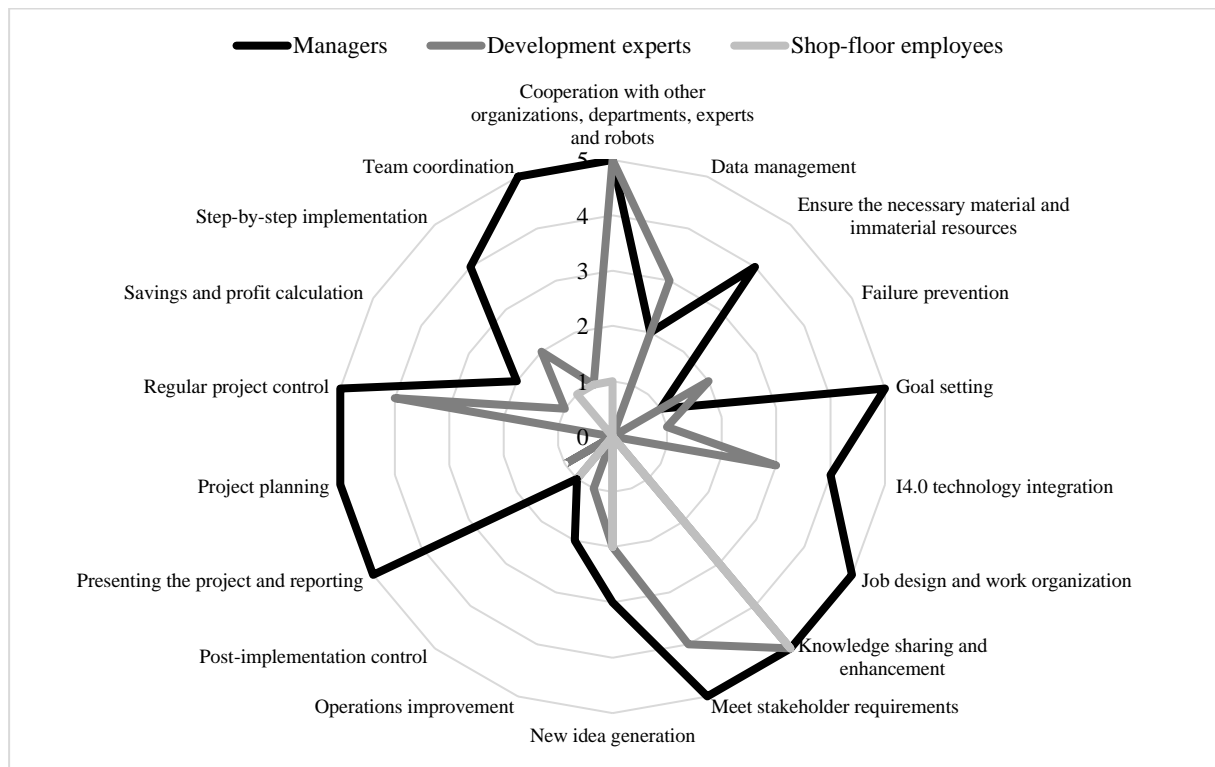 Managers
Development experts
Shop-floor employees
Cooperation with other
organizations, departments, experts
and robots
Team coordination
Data management
Step-by-step implementation
Ensure the necessary material and
immaterial resources
Savings and profit calculation
Failure prevention
Regular project control
Goal setting
Project planning
I4.0 technology integration
Presenting the project and reporting
Job design and work organization
Post-implementation control
Knowledge sharing and
enhancement
Operations improvement
Meet stakeholder requirements
New idea generation
5
4
3
2
1
0